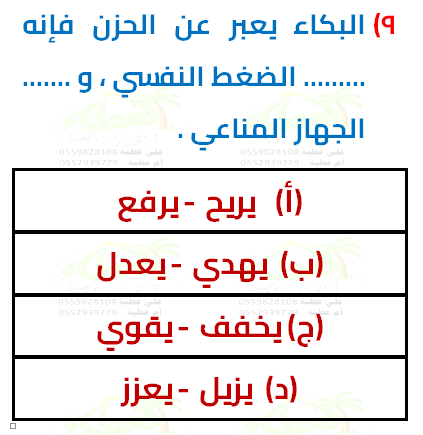 ٩) البكاء يعبر عن الحزن فإنه
......... الضغط النفسي ، و .......
الجهاز المناعي .
(أ) يريح - يرفع
(ب) يهدي - يعدل
(ج) يخفف - يقوي
(د) يزيل - يعزز